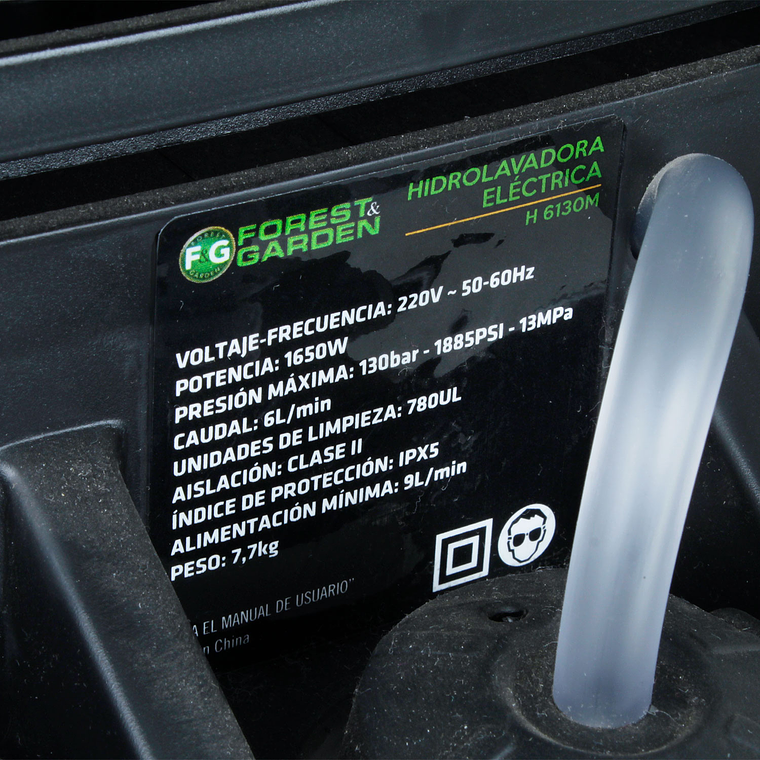 F&G
FOREST&
GARDEN
HIDROLAVADORA
ELÉCTRICA
H 6130M
VOLTAJE-FRECUENCIA: 220V ~ 50-60Hz
POTENCIA: 1650W
PRESIÓN MÁXIMA: 130bar - 1885PSI - 13MPa
CAUDAL: 6L/min
UNIDADES DE LIMPIEZA: 780UL
AISLACIÓN: CLASE II
ÍNDICE DE PROTECCIÓN: IPX5
ALIMENTACIÓN MÍNIMA: 9L/min
PESO: 7,7kg
EL MANUAL DE USUARIO"
China